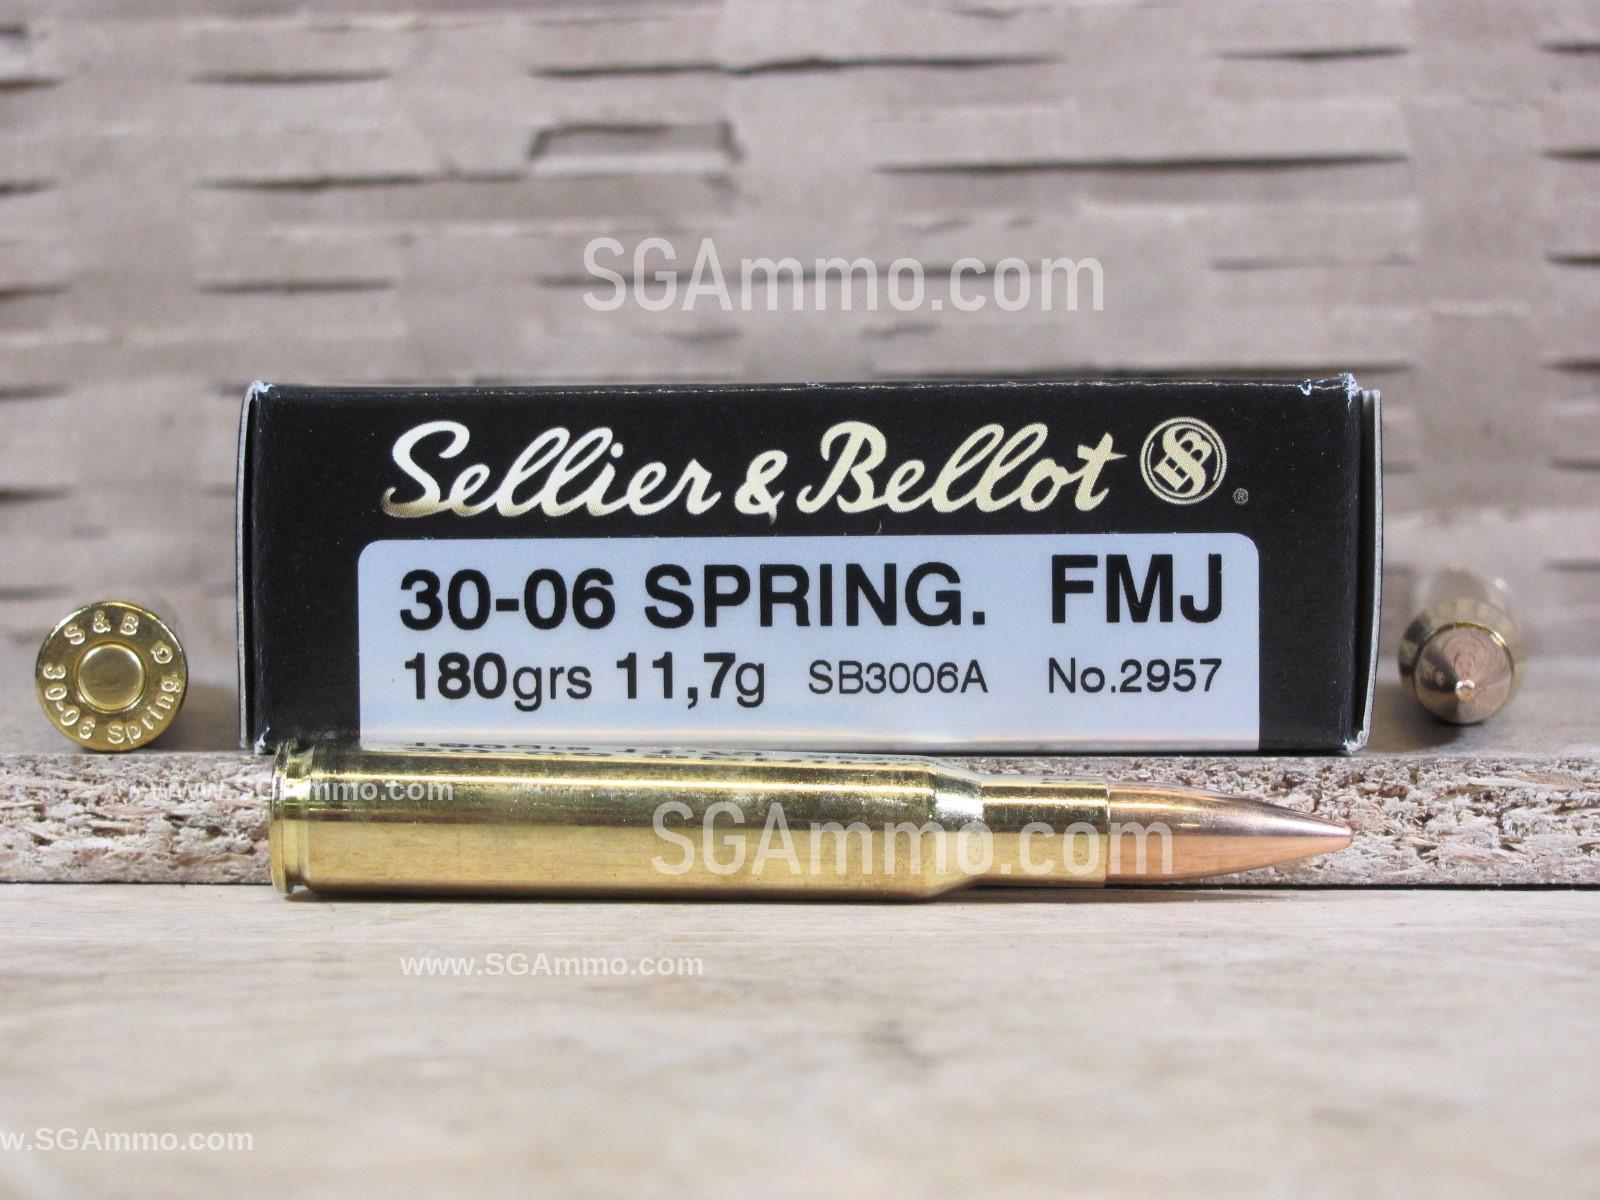 SGAmmo.com
Sellier & Bellot SB ®
30-06 SPRING. FMJ
180grs 11,7g SB3006A No.2957
S & B
30-06 Spring
www.SGAmmo.com
SGAmmo.com
www.SGAmmo.com
w.SGAmmo.com